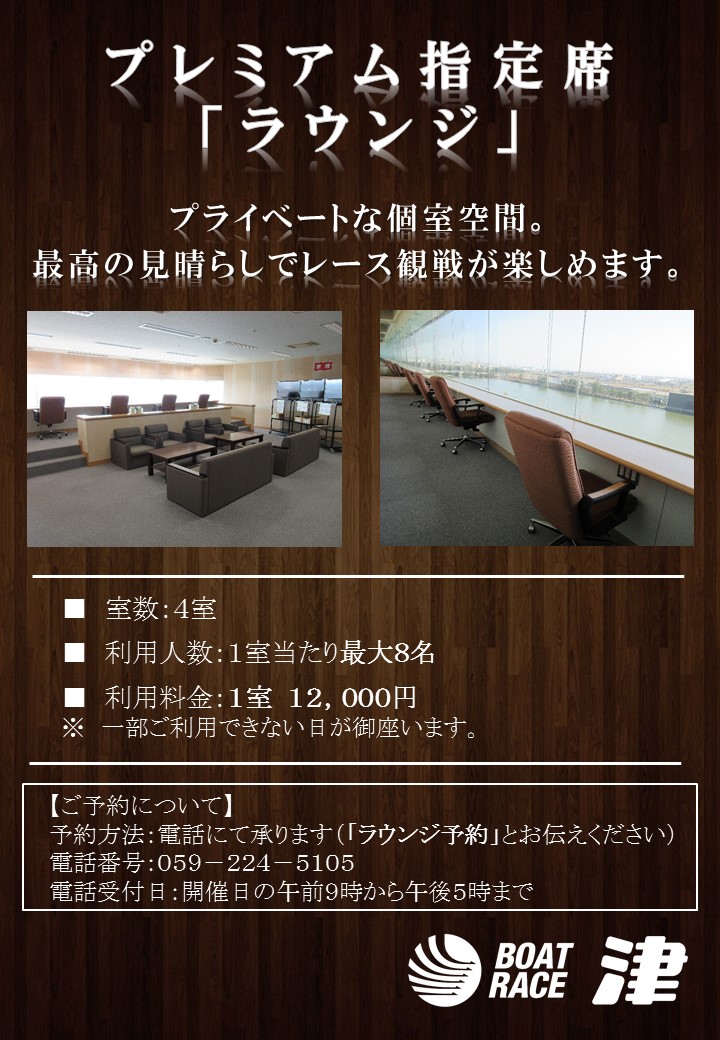 プレミアム指定席
「ラウンジ」
プライベートな個室空間。
最高の見晴らしでレース観戦が楽しめます。
■ 室数：４室
■ 利用人数：１室当たり最大８名
■ 利用料金：１室 １２，０００円
※ 一部ご利用できない日が御座います。
【ご予約について】
予約方法：電話にて承ります（「ラウンジ予約」とお伝えください）
電話番号：０５９－２２４－５１０５
電話受付日：開催日の午前９時から午後５時まで
BOAT RACE 津